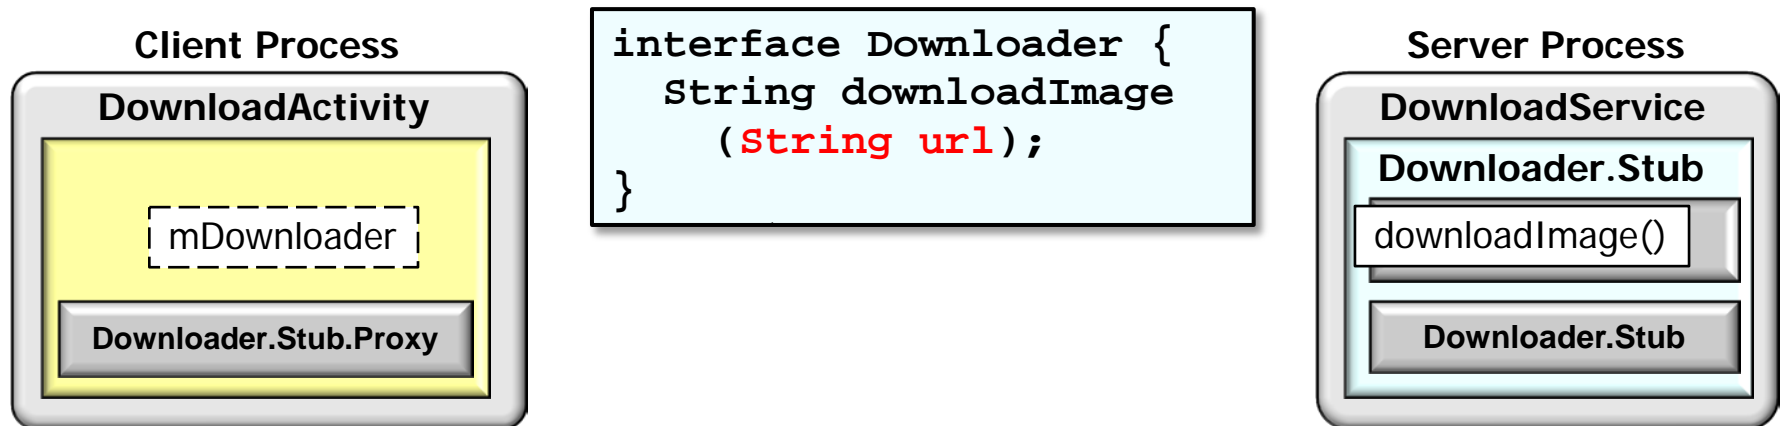 Client Process
DownloadActivity
mDownloader
Downloader.Stub.Proxy
interface Downloader {
String downloadImage
(String url);
}
Server Process
DownloadService
Downloader.Stub
downloadImage()
Downloader.Stub